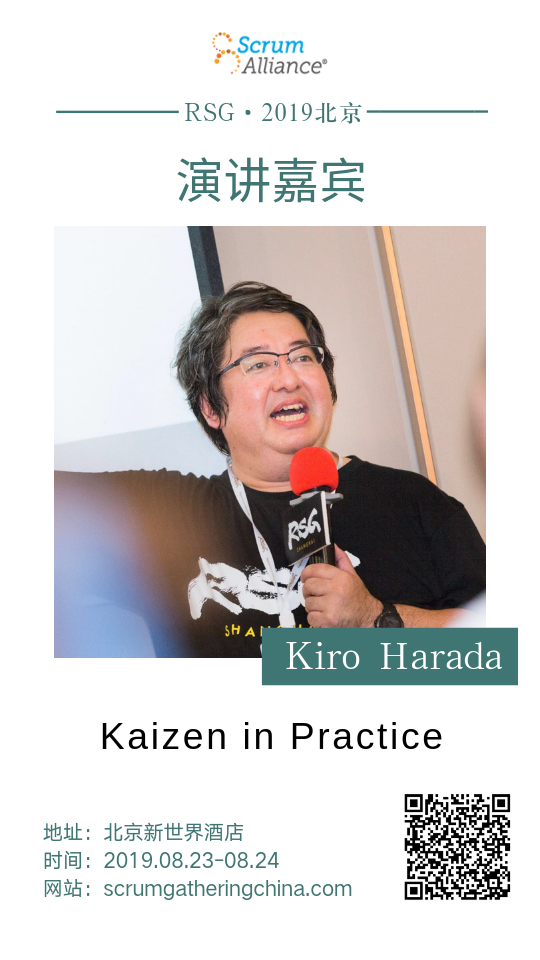 Scrum
Alliance®
RSG·2019北京
演讲嘉宾
RSG
SHANGHAI
RSG
Kiro Harada
Kaizen in Practice
地址：北京新世界酒店
时间：2019.08.23-08.24
网站：scrumgatheringchina.com